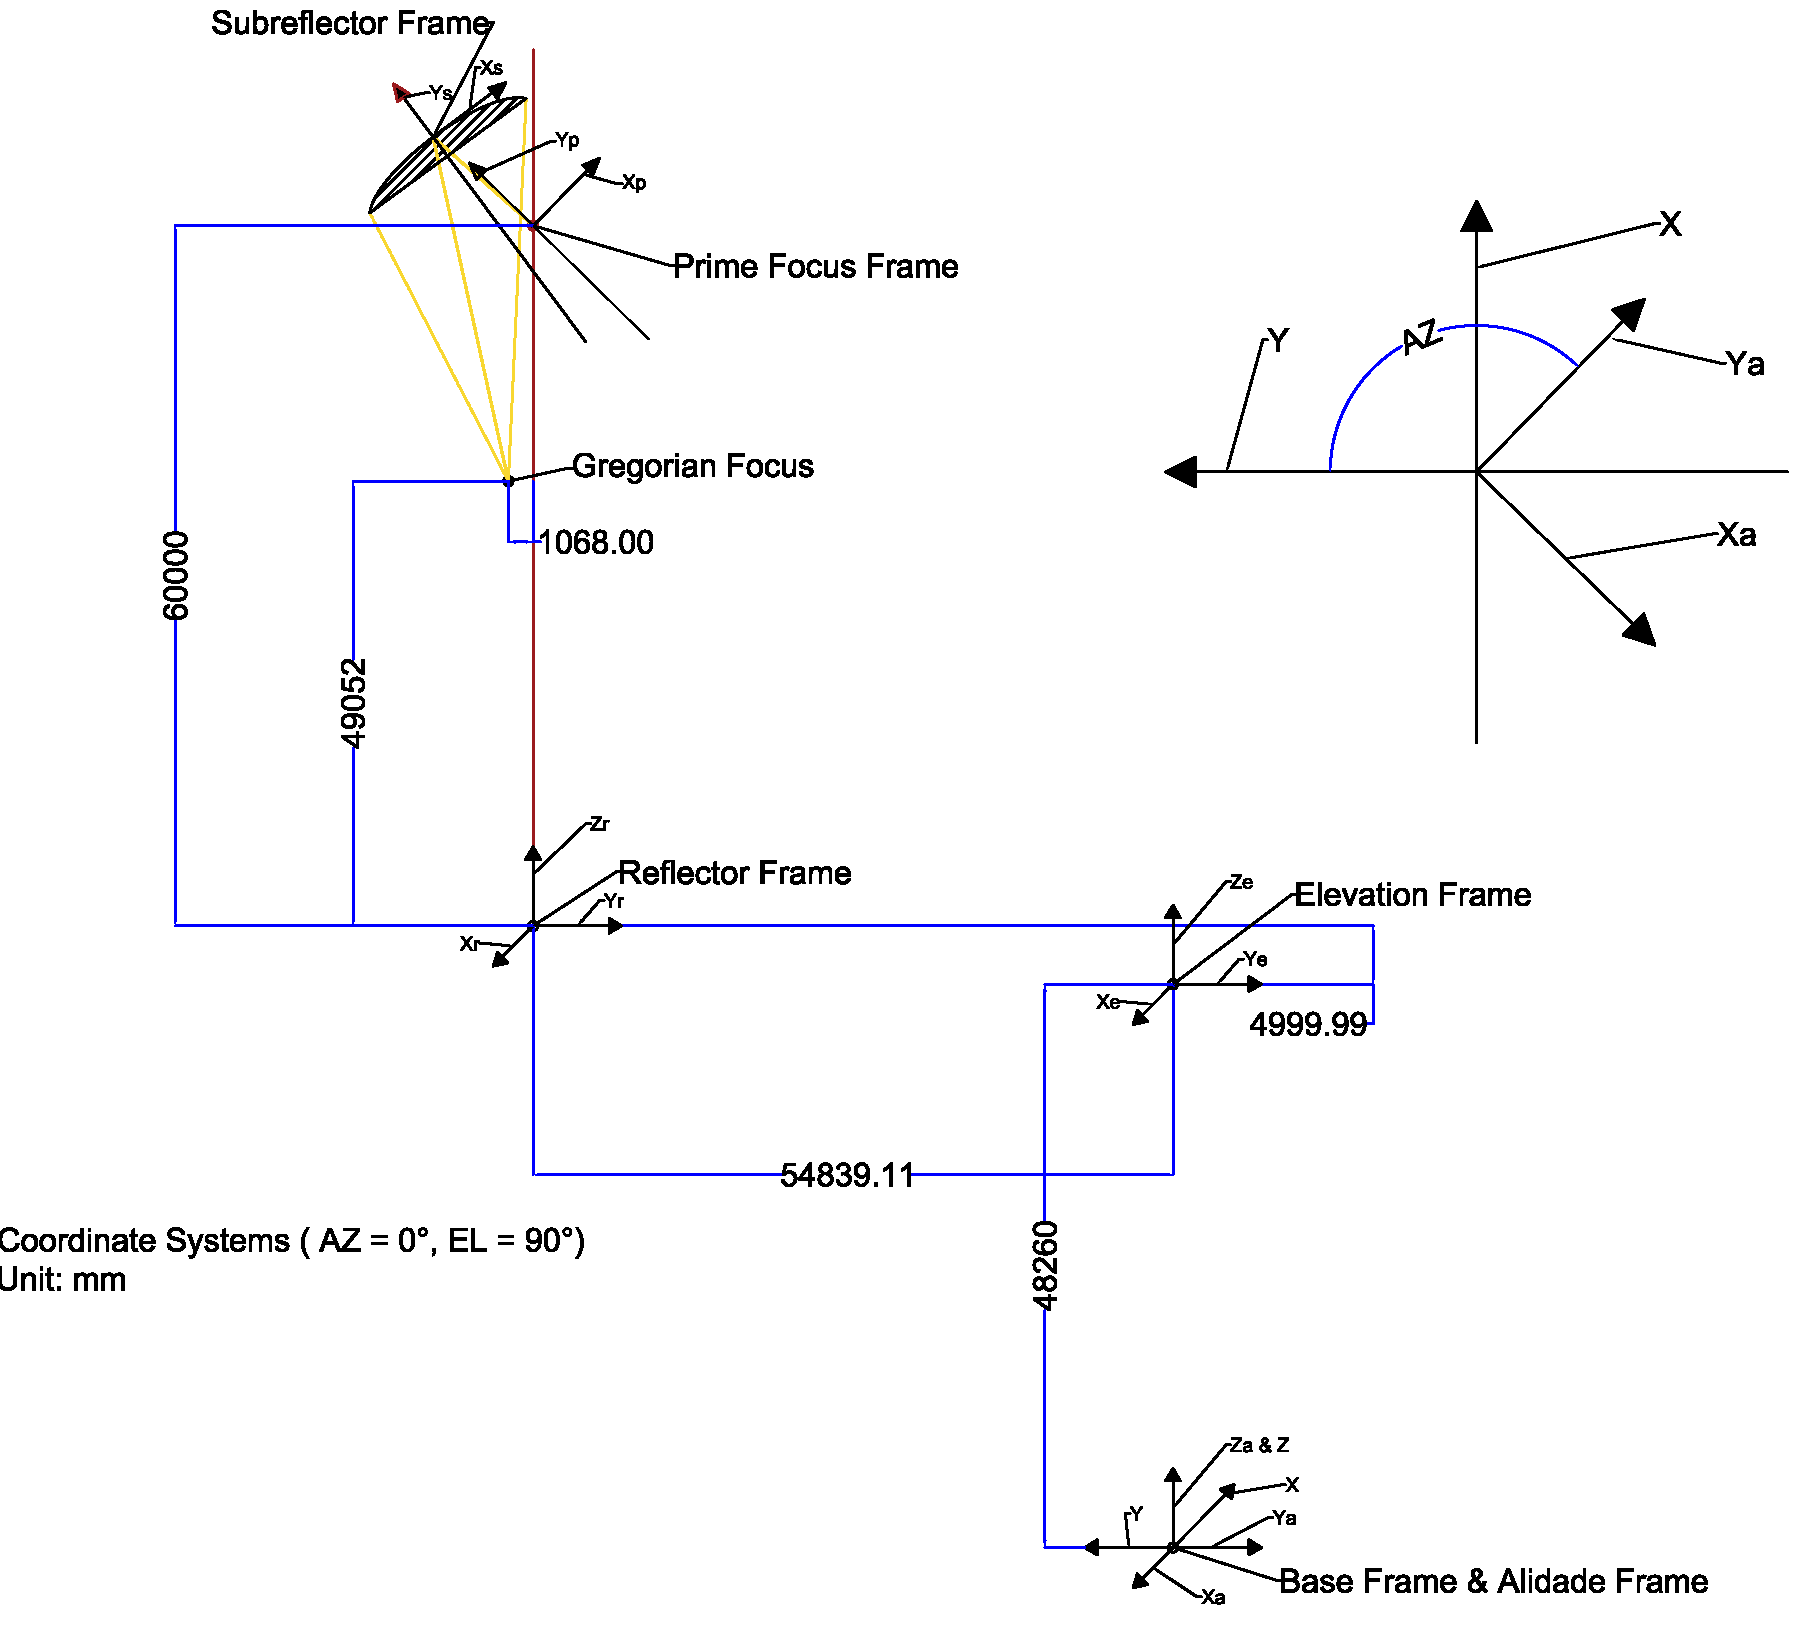 Subreflector Frame
Xs
Ys
Yp
Xp
Prime Focus Frame
X
AZ
Y
Ya
Xa
Gregorian Focus
1068.00
60000
49052
Zr
Reflector Frame
Yr
Xr
Ze
Elevation Frame
Ye
Xe
4999.99
54839.11
Coordinate Systems ( AZ = 0°, EL = 90°)
Unit: mm
48260
Za & Z
X
Y
Ya
Base Frame & Alidade Frame
Xa